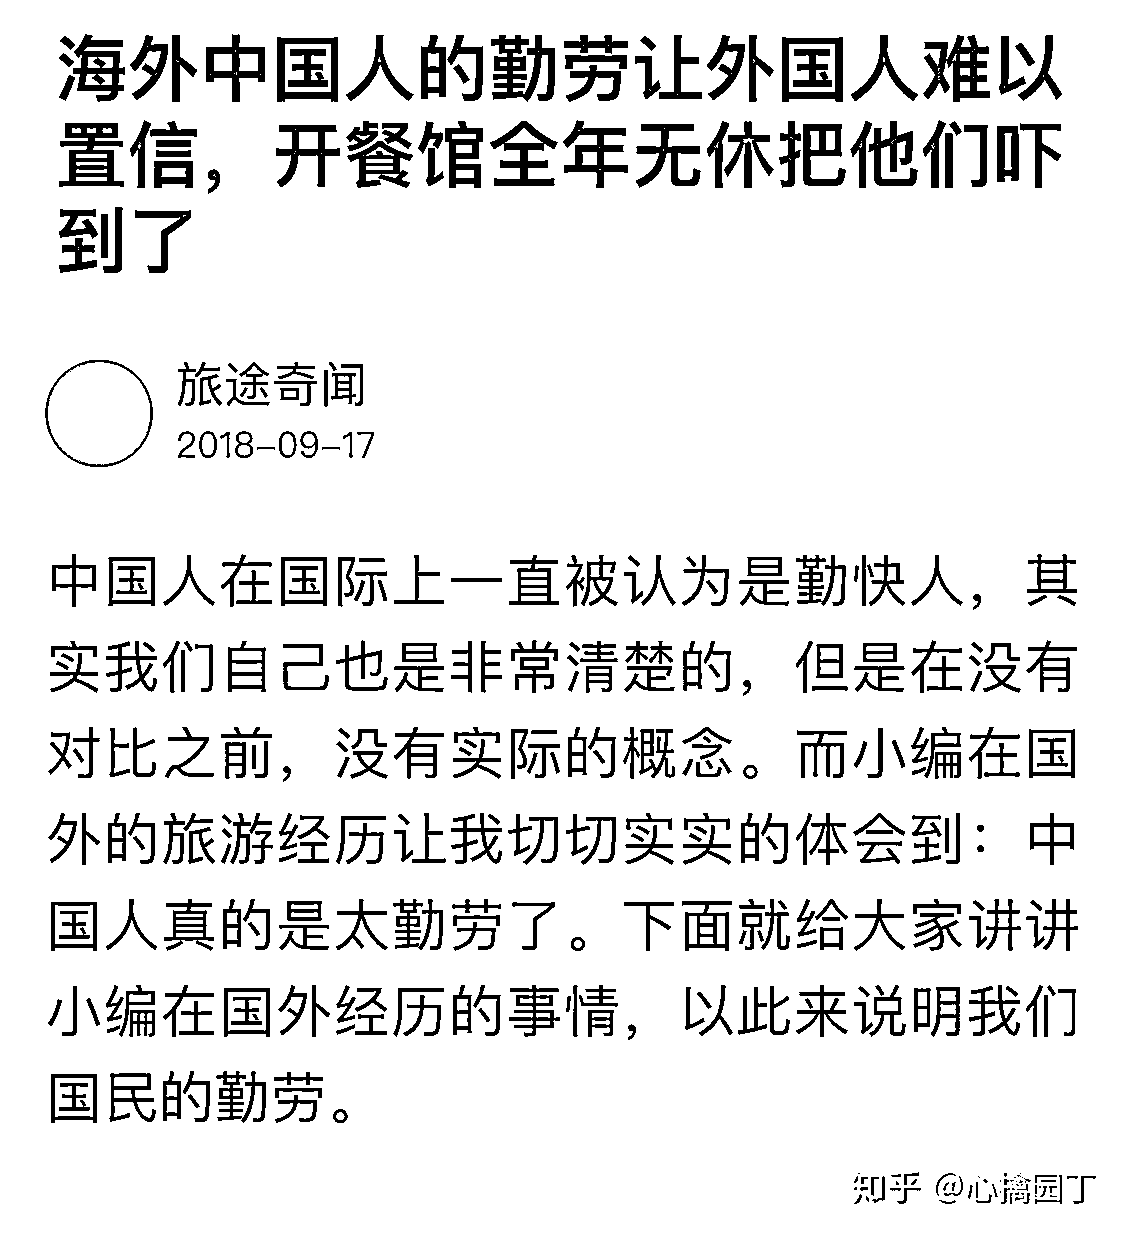 海外中国人的勤劳让外国人难以
置信，开餐馆全年无休把他们吓
到了
旅途奇闻
2018-09-17
中国人在国际上一直被认为是勤快人，其
实我们自己也是非常清楚的，但是在没有
对比之前，没有实际的概念。而小编在国
外的旅游经历让我切切实实的体会到：中
国人真的是太勤劳了。下面就给大家讲讲
小编在国外经历的事情，以此来说明我们
国民的勤劳。
知乎 @心擒园丁